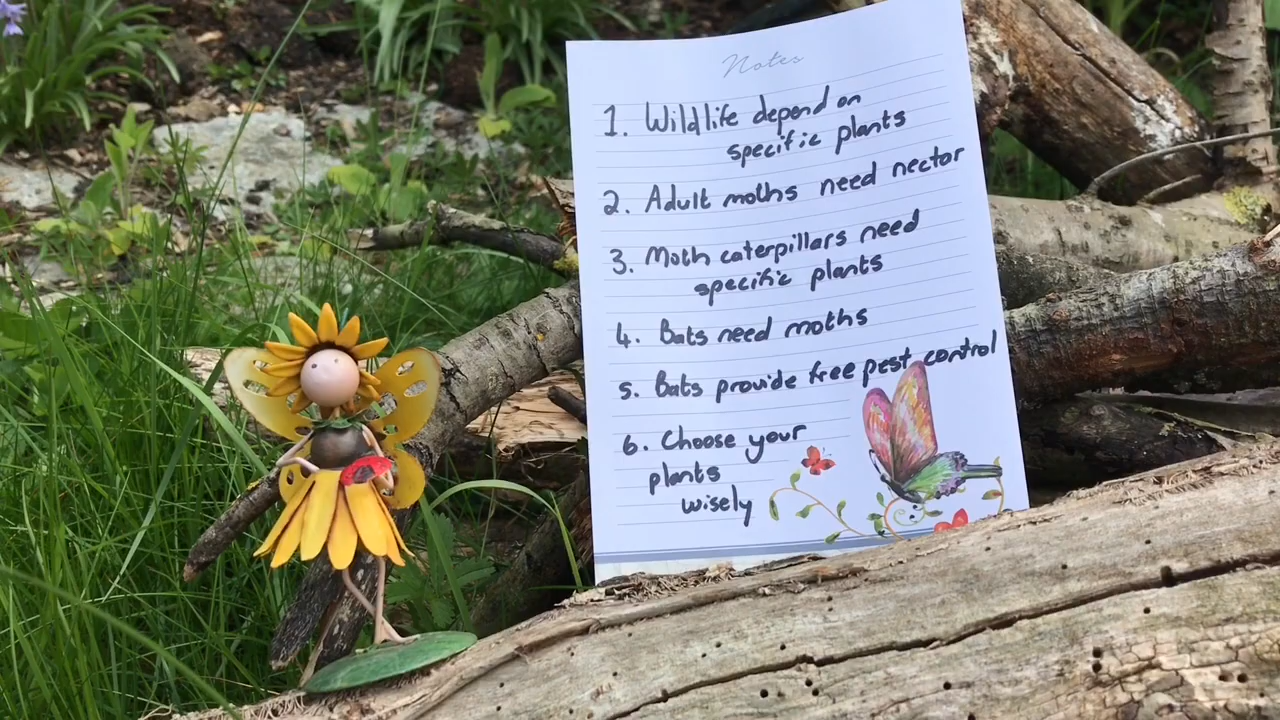 Notes
1. Wildlife depend on
specific plants
2. Adult moths need nector
3. Moth caterpillars need
specific plants
4. Bats need moths
5. Bats provide free pest control
6. Choose your
plants
wisely